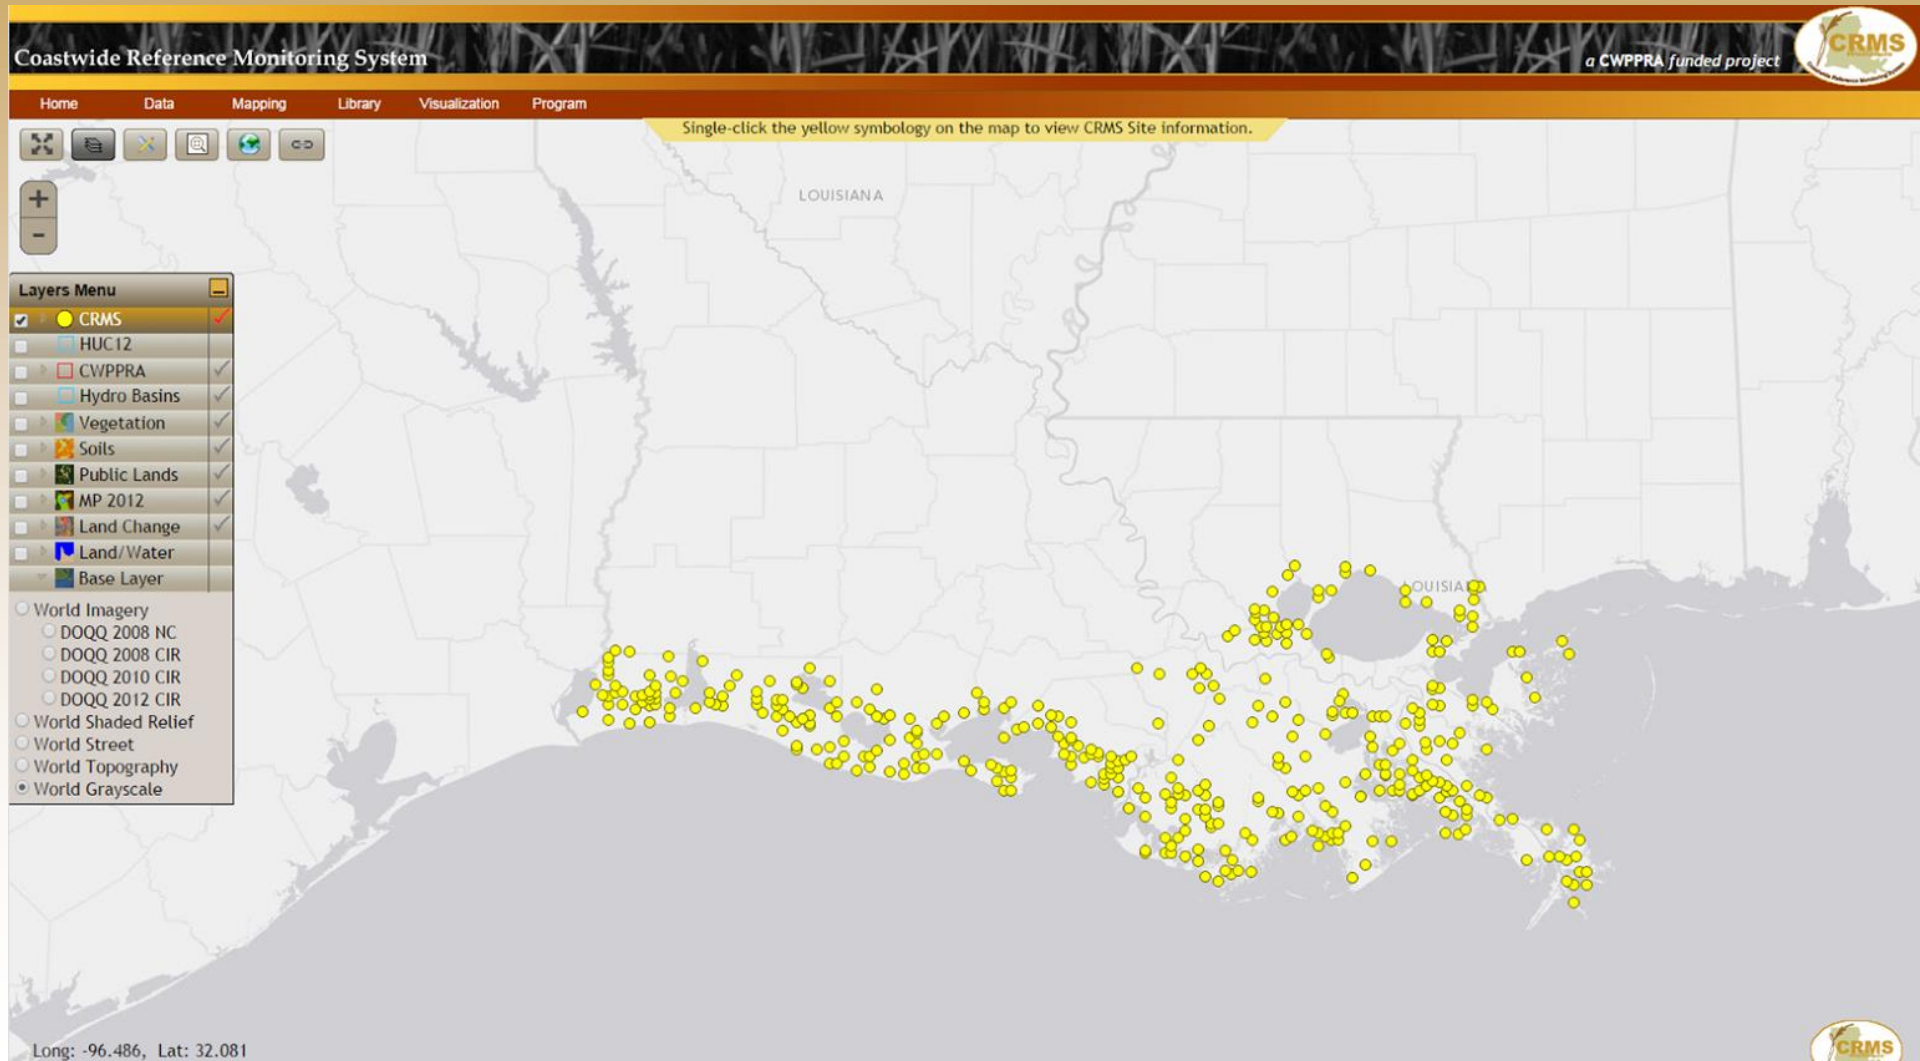 Coastwide Reference Monitoring System
a CWPPRA funded project
CRMS
Home Data Mapping Library Visualization Program
Single-click the yellow symbology on the map to view CRMS Site information.
LOUISIANA
+
-
Layers Menu
CRMS
HUC12
CWPPRA
Hydro Basins
Vegetation
Soils
Public Lands
MP 2012
Land Change
Land/Water
Base Layer
World Imagery
DOQQ 2008 NC
DOQQ 2008 CIR
DOQQ 2010 CIR
DOQQ 2012 CIR
World Shaded Relief
World Street
World Topography
World Grayscale
Long: -96.486, Lat: 32.081
CRMS